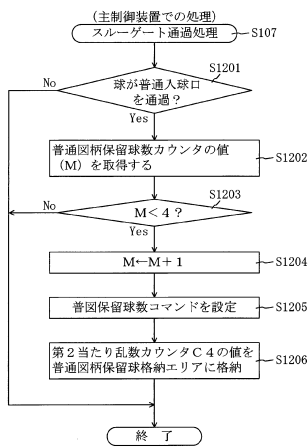 (主制御装置での処理)
スルーゲート通過処理
S107
S1201
球が普通入球口
を通過?
No
Yes
普通図柄保留球数カウンタの値
(M)を取得する
S1202
S1203
M<4?
No
Yes
M←M+1
S1204
普図保留球数コマンドを設定
S1205
第2当たり乱数カウンタC4の値を
普通図柄保留球格納エリアに格納
S1206
終 了